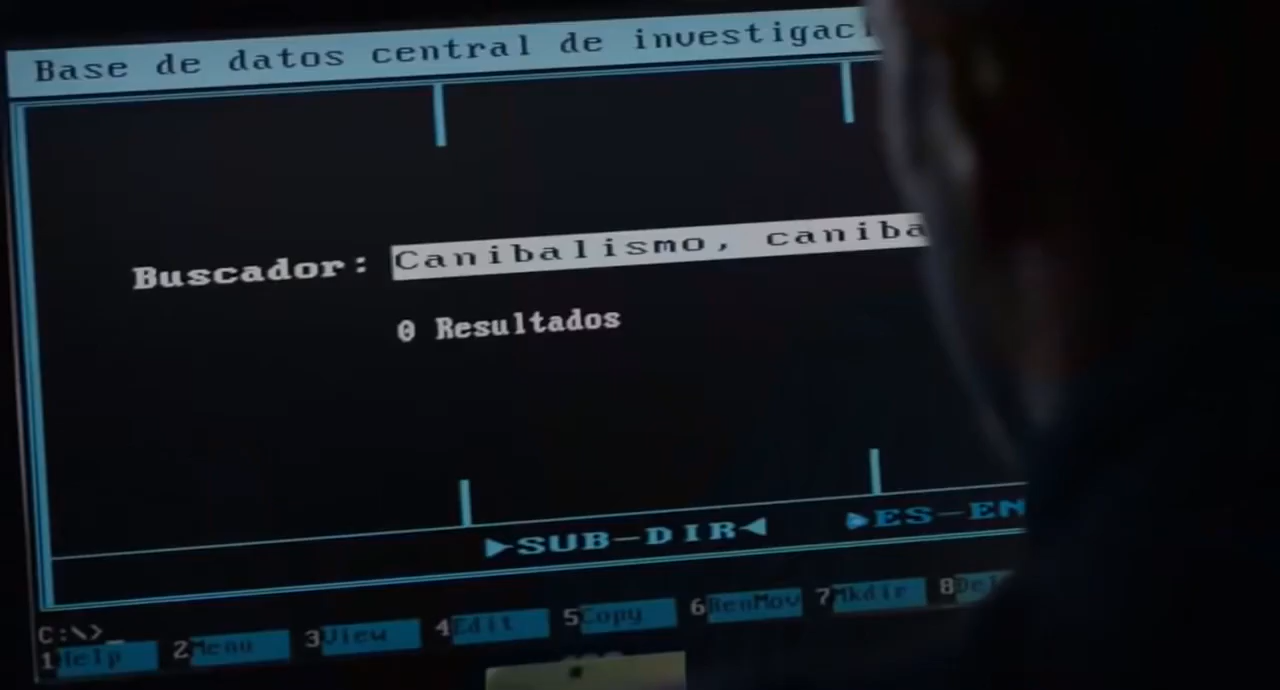 Base de datos central de investigac
Buscador: Canibalismo, caniba
0 Resultados
►SUB-DIR◄ ►ES-EN
C:\>_
1Help 2Menu 3View 4Edit 5Copy 6RenMov 7Mkdir 8Del